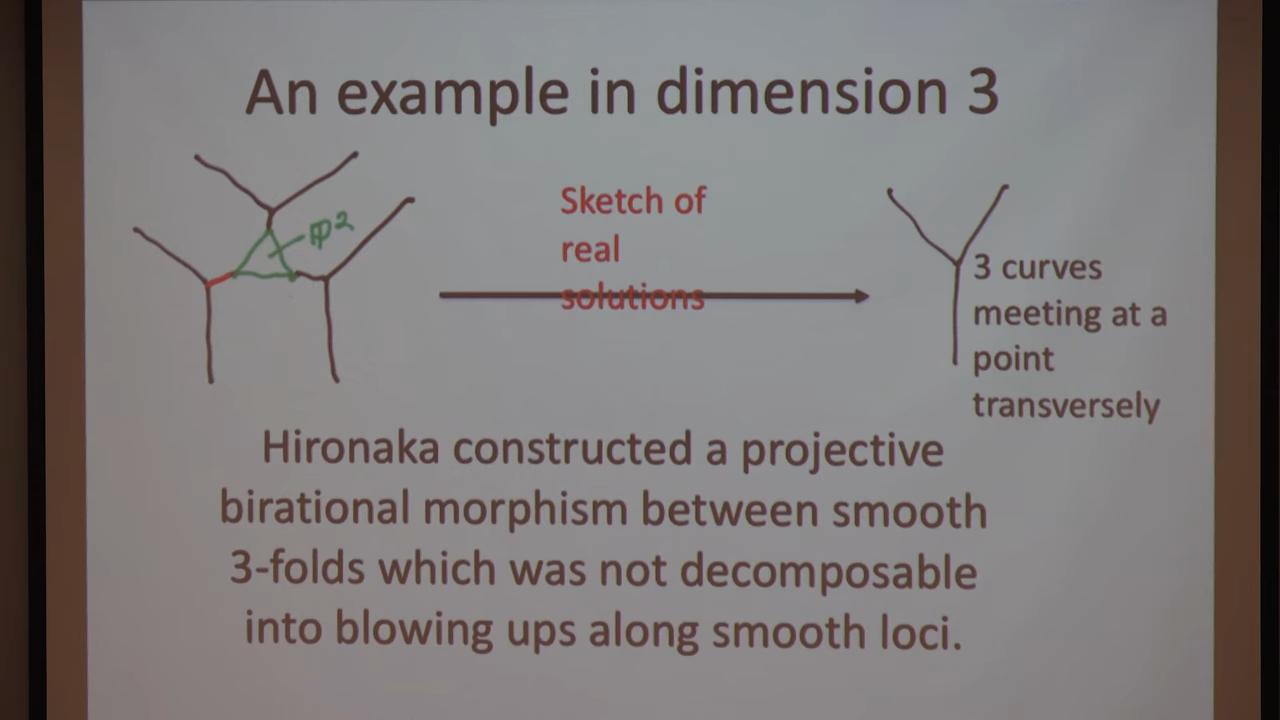 An example in dimension 3
ℙ²
Sketch of
real
solutions
3 curves
meeting at a
point
transversely
Hironaka constructed a projective
birational morphism between smooth
3-folds which was not decomposable
into blowing ups along smooth loci.